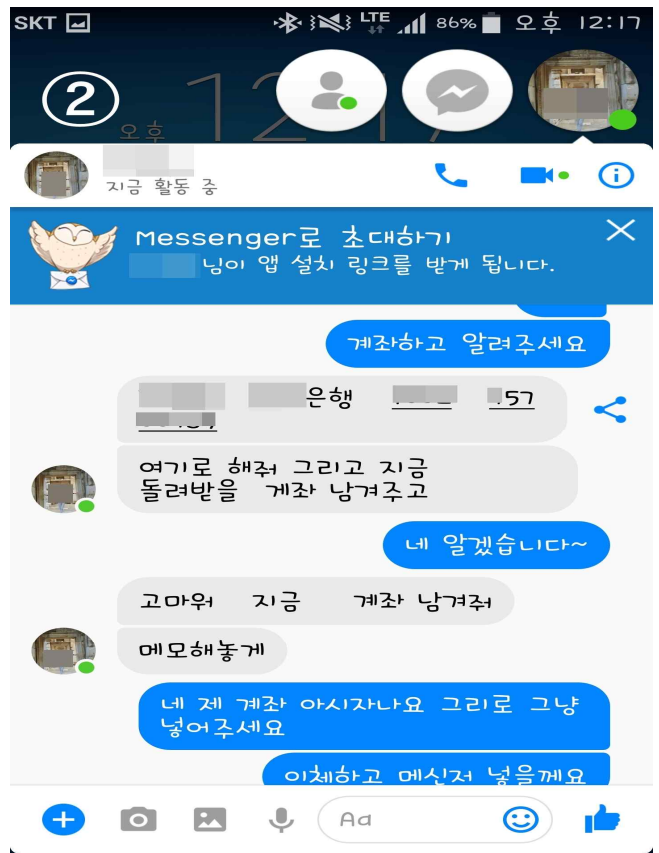 SKT LTE 86% 오후 12:17
②
오후 12:17
지금 활동 중
Messenger로 초대하기
님이 앱 설치 링크를 받게 됩니다.
계좌하고 알려주세요
은행 157
여기로 해줘 그리고 지금
돌려받을 계좌 남겨주고
네 알겠습니다~
고마워 지금 계좌 남겨줘
메모해놓게
네 제 계좌 아시자나요 그리로 그냥
넣어주세요
이체하고 메신저 넣을께요
Aa